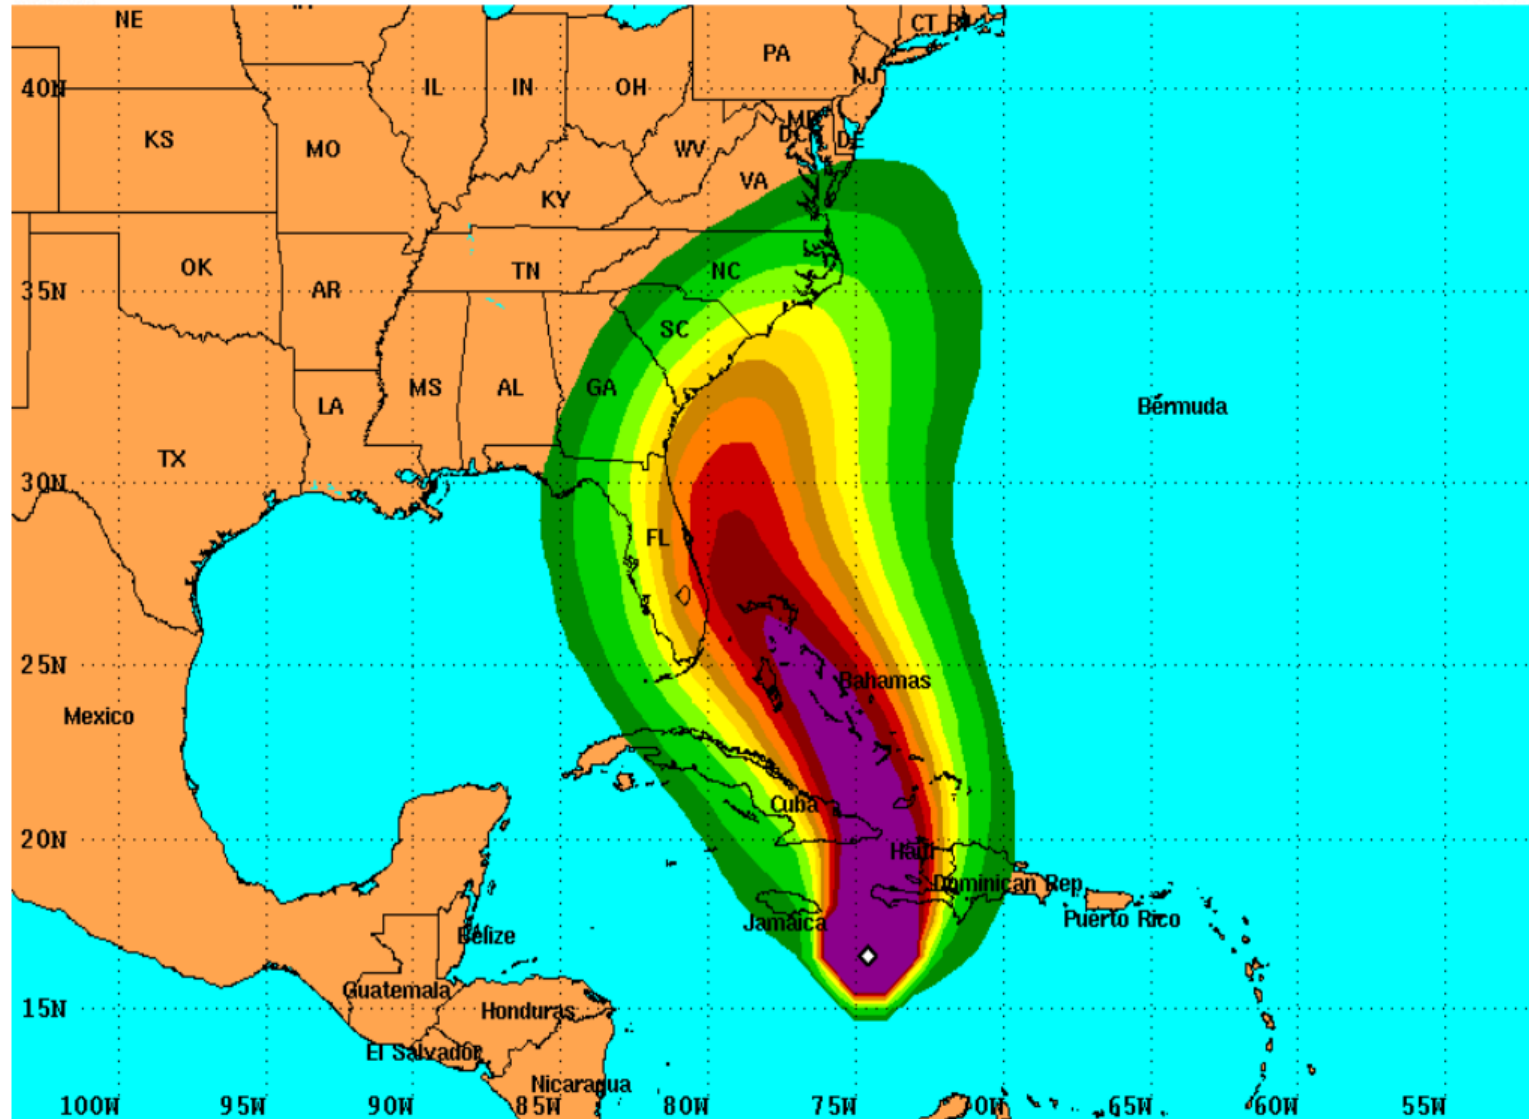 NE
CT RI
PA
NJ
40N
IL
IN
OH
MD
DC
DE
KS
MO
WV
VA
KY
OK
TN
NC
35N
AR
SC
MS
AL
GA
LA
Bermuda
TX
30N
FL
25N
Bahamas
Mexico
Cuba
20N
Haiti
Dominican Rep
Jamaica
Puerto Rico
Belize
Guatemala
15N
Honduras
El Salvador
Nicaragua
100W 95W 90W 85W 80W 75W 70W 65W 60W 55W